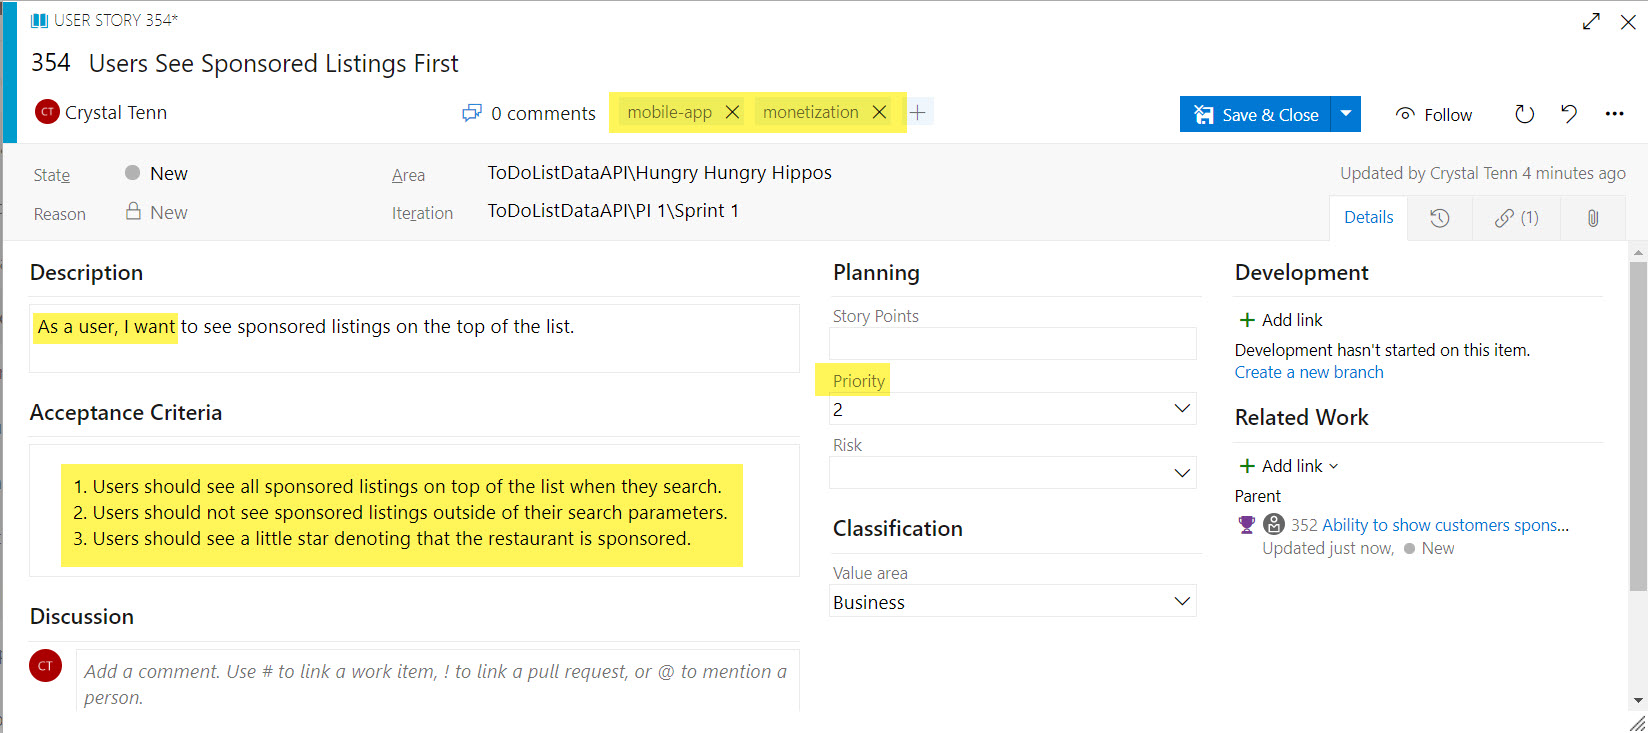 USER STORY 354*
354 Users See Sponsored Listings First
CT Crystal Tenn 0 comments mobile-app monetization Save & Close Follow
State New Area ToDoListDataAPI\Hungry Hungry Hippos Updated by Crystal Tenn 4 minutes ago
Reason New Iteration ToDoListDataAPI\PI 1\Sprint 1
Details (1)
Description
As a user, I want to see sponsored listings on the top of the list.
Acceptance Criteria
1. Users should see all sponsored listings on top of the list when they search.
2. Users should not see sponsored listings outside of their search parameters.
3. Users should see a little star denoting that the restaurant is sponsored.
Discussion
CT Add a comment. Use # to link a work item, ! to link a pull request, or @ to mention a
person.
Planning
Story Points
Priority
2
Risk
Classification
Value area
Business
Development
Add link
Development hasn't started on this item.
Create a new branch
Related Work
Add link
Parent
352 Ability to show customers spons...
Updated just now, New